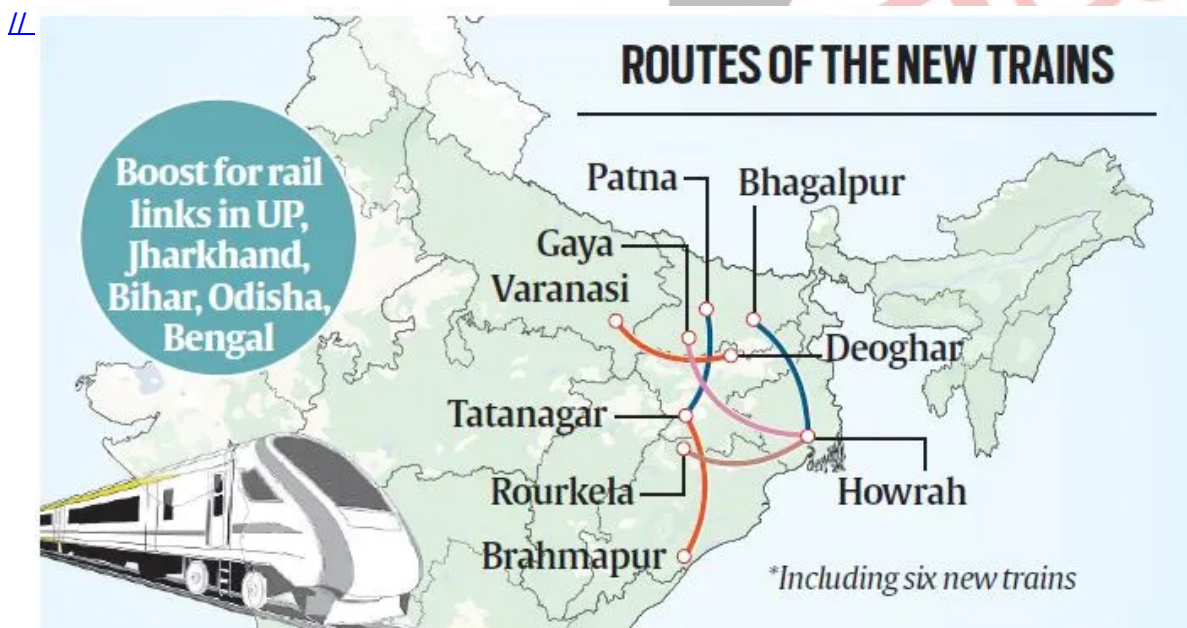 //
ROUTES OF THE NEW TRAINS
Boost for rail
links in UP,
Jharkhand,
Bihar, Odisha,
Bengal
Patna
Bhagalpur
Gaya
Varanasi
Deoghar
Tatanagar
Rourkela
Howrah
Brahmapur
*Including six new trains